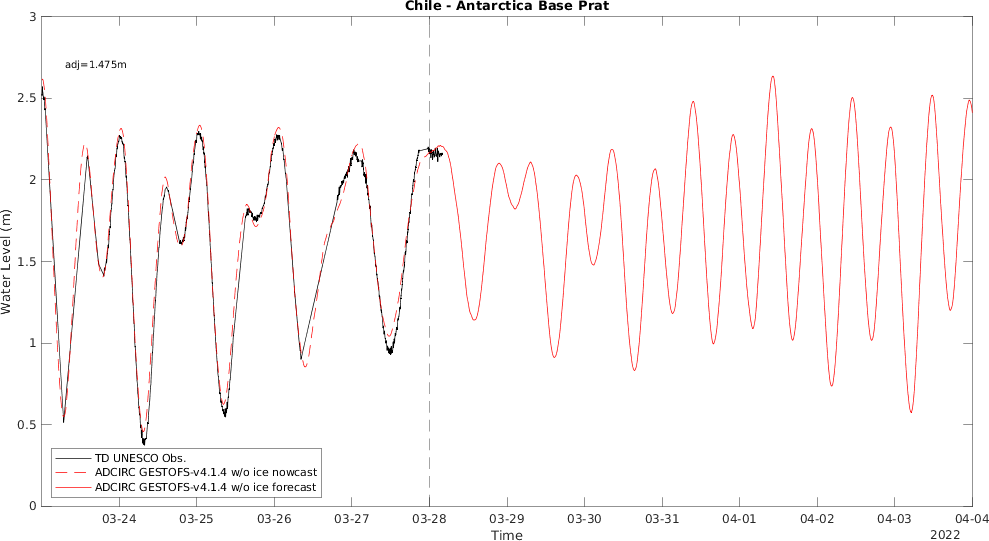 Chile - Antarctica Base Prat
3
adj=1.475m
2.5
2
1.5
1
0.5
0
Water Level (m)
TD UNESCO Obs.
ADCIRC GESTOFS-v4.1.4 w/o ice nowcast
ADCIRC GESTOFS-v4.1.4 w/o ice forecast
03-24 03-25 03-26 03-27 03-28 03-29 03-30 03-31 04-01 04-02 04-03 04-04
Time
2022